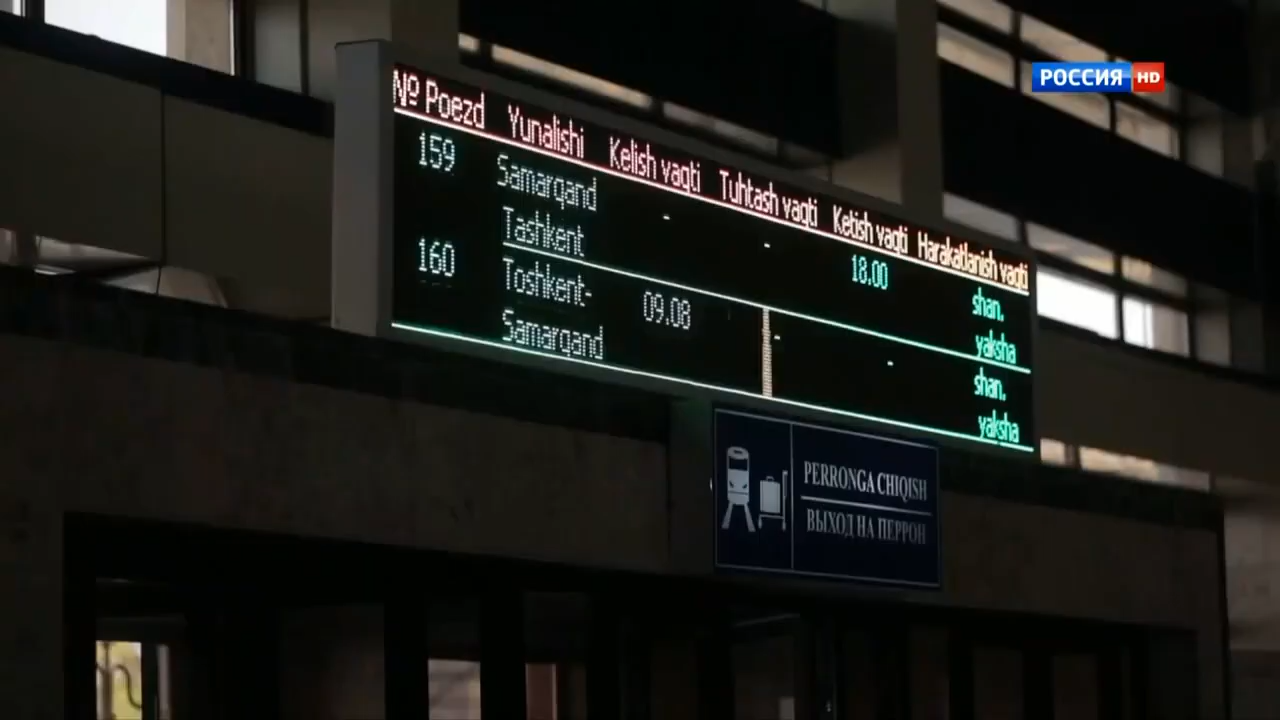 РОССИЯ HD
№ Poezd Yunalishi Kelish vaqti Tuhtash vaqti Ketish vaqti Harakatlanish vaqti
159 Samarqand - - 18.00 shan,
Tashkent yaksha
160 Toshkent- 09.08 - - shan,
Samarqand yaksha
PERRONGA CHIQISH
ВЫХОД НА ПЕРРОН